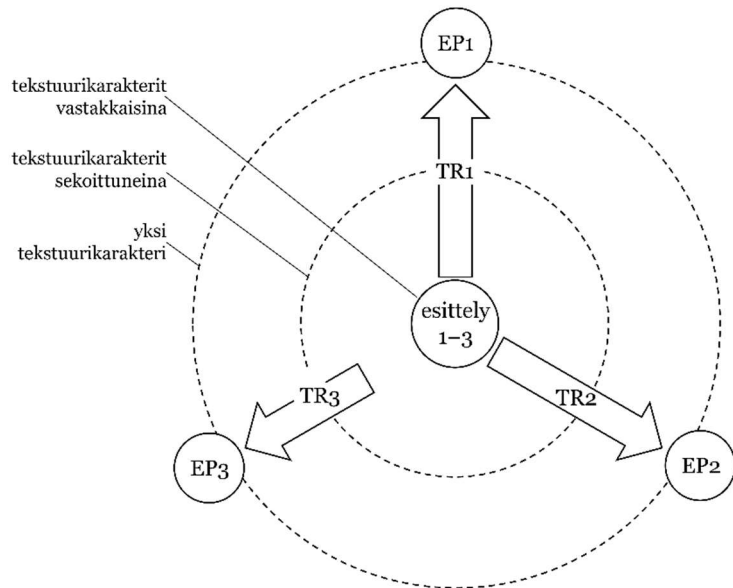 EP1
tekstuurikarakterit
vastakkaisina
tekstuurikarakterit
sekoittuneina
TR1
yksi
tekstuurikarakteri
esittely
1–3
TR3
TR2
EP3
EP2